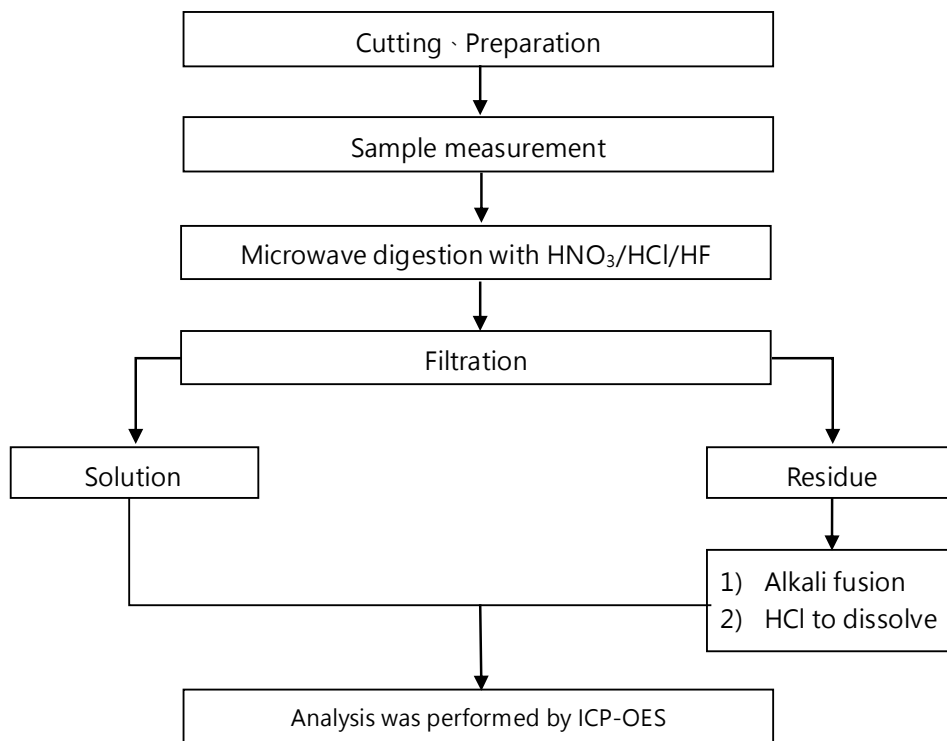 Cutting、Preparation
Sample measurement
Microwave digestion with HNO₃/HCl/HF
Filtration
Solution
Residue
1) Alkali fusion
2) HCl to dissolve
Analysis was performed by ICP-OES